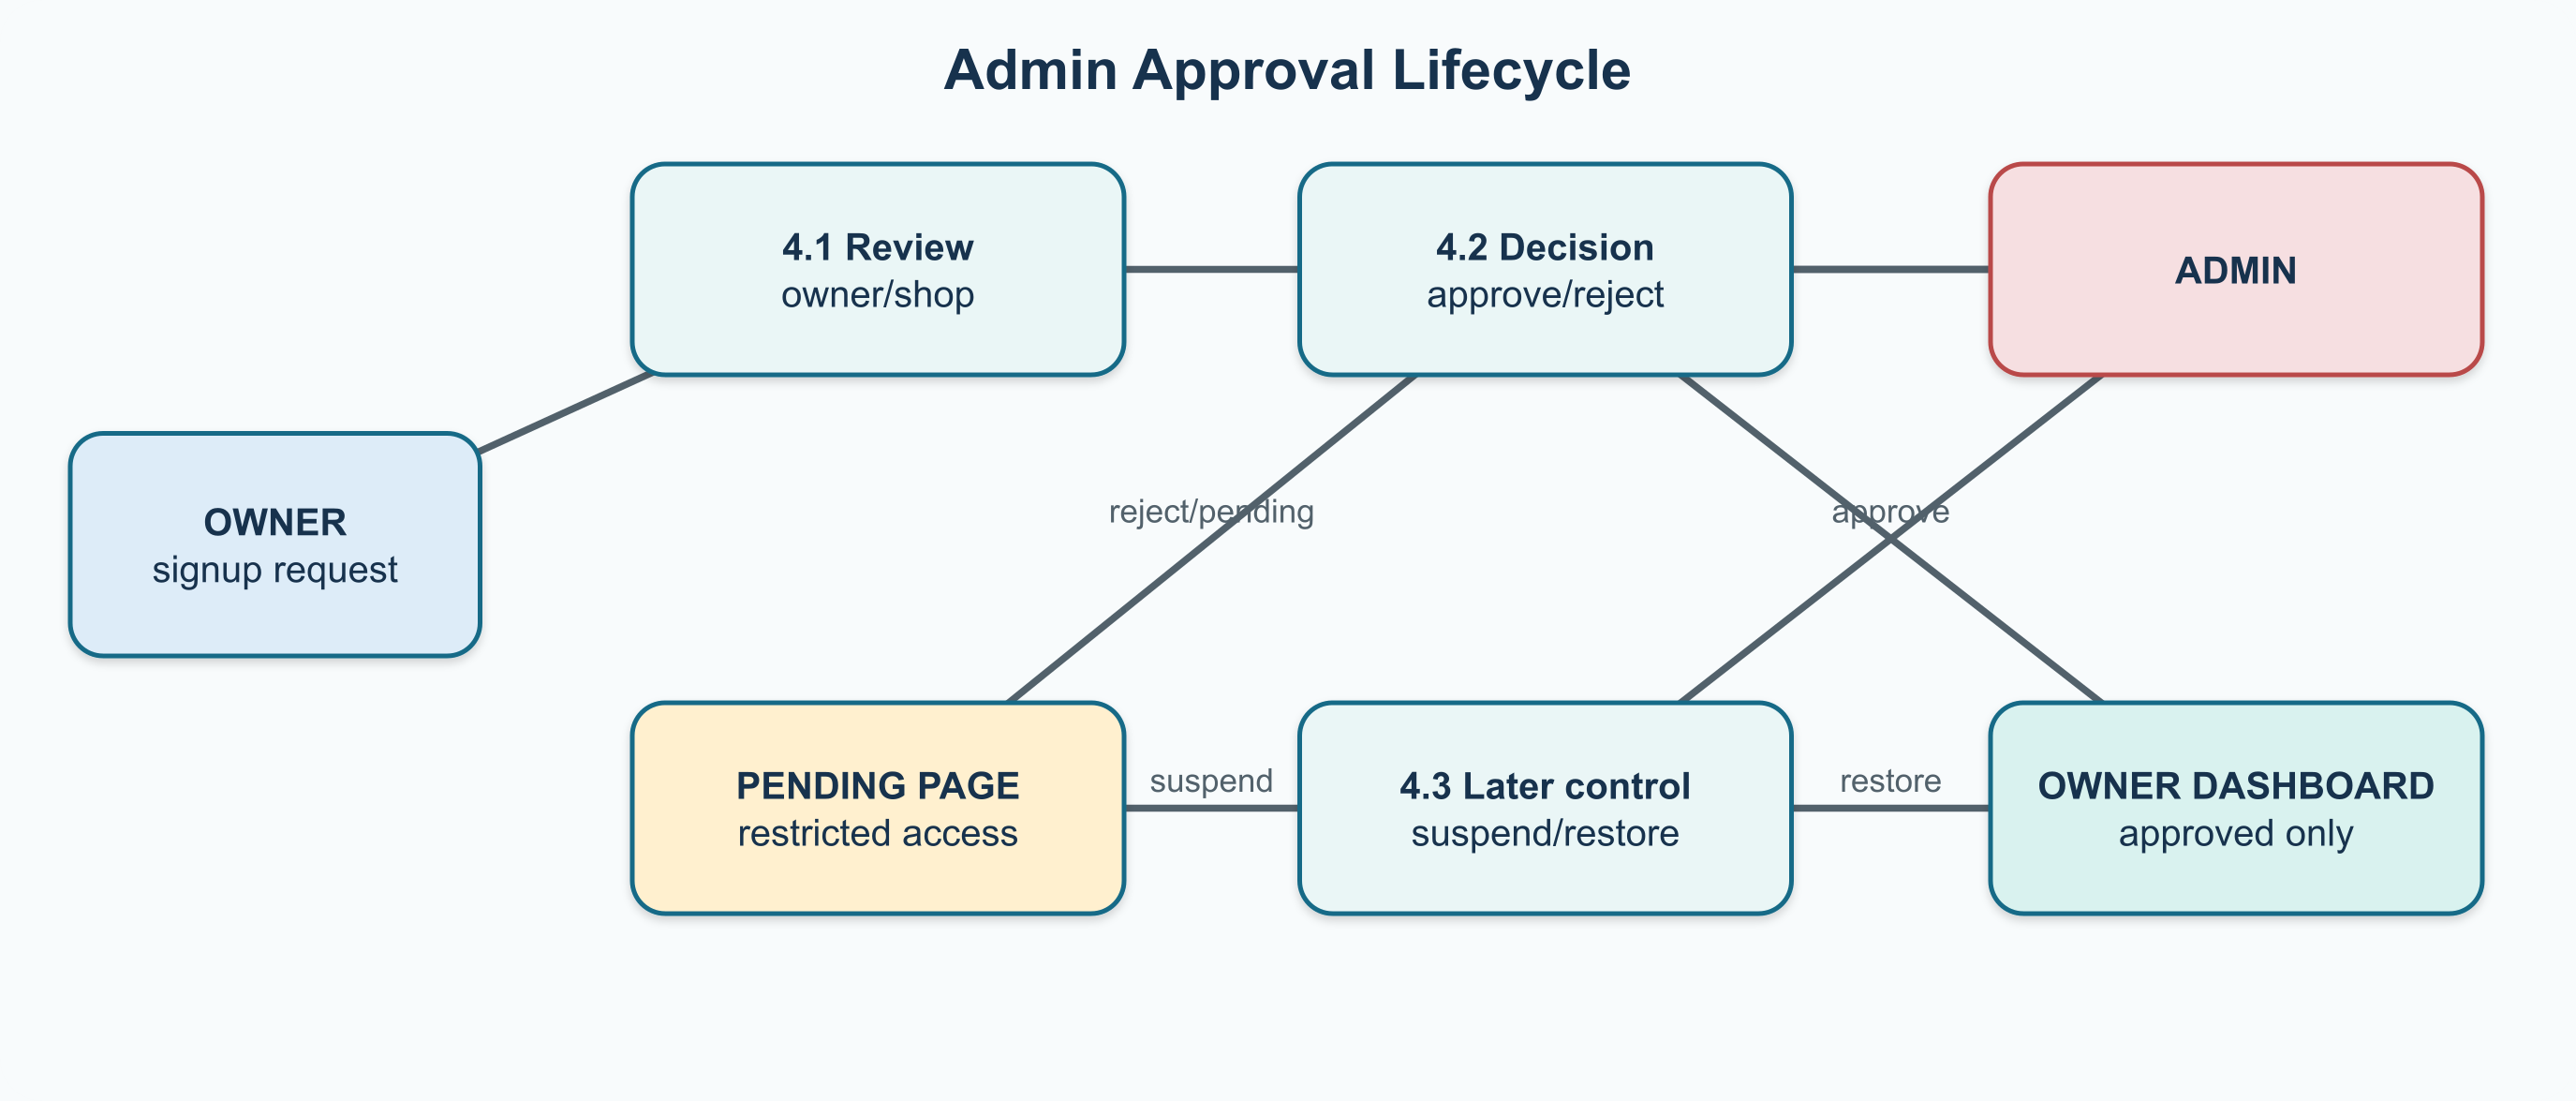 Admin Approval Lifecycle
4.1 Review
owner/shop
4.2 Decision
approve/reject
ADMIN
OWNER
signup request
reject/pending
approve
PENDING PAGE
restricted access
suspend
4.3 Later control
suspend/restore
restore
OWNER DASHBOARD
approved only